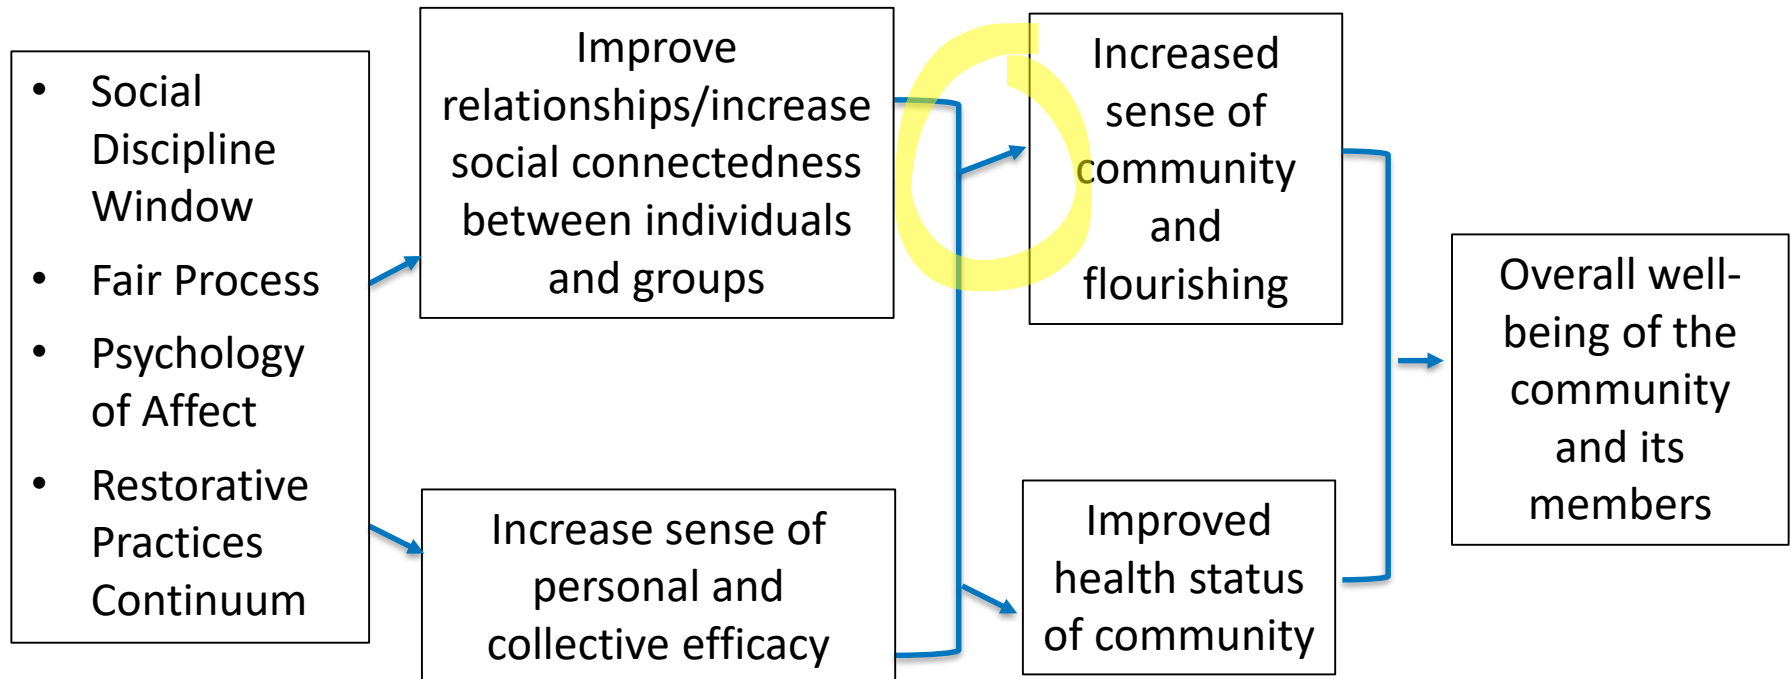 • Social
Discipline
Window
• Fair Process
• Psychology
of Affect
• Restorative
Practices
Continuum
Improve
relationships/increase
social connectedness
between individuals
and groups
Increase sense of
personal and
collective efficacy
Increased
sense of
community
and
flourishing
Improved
health status
of community
Overall well-
being of the
community
and its
members